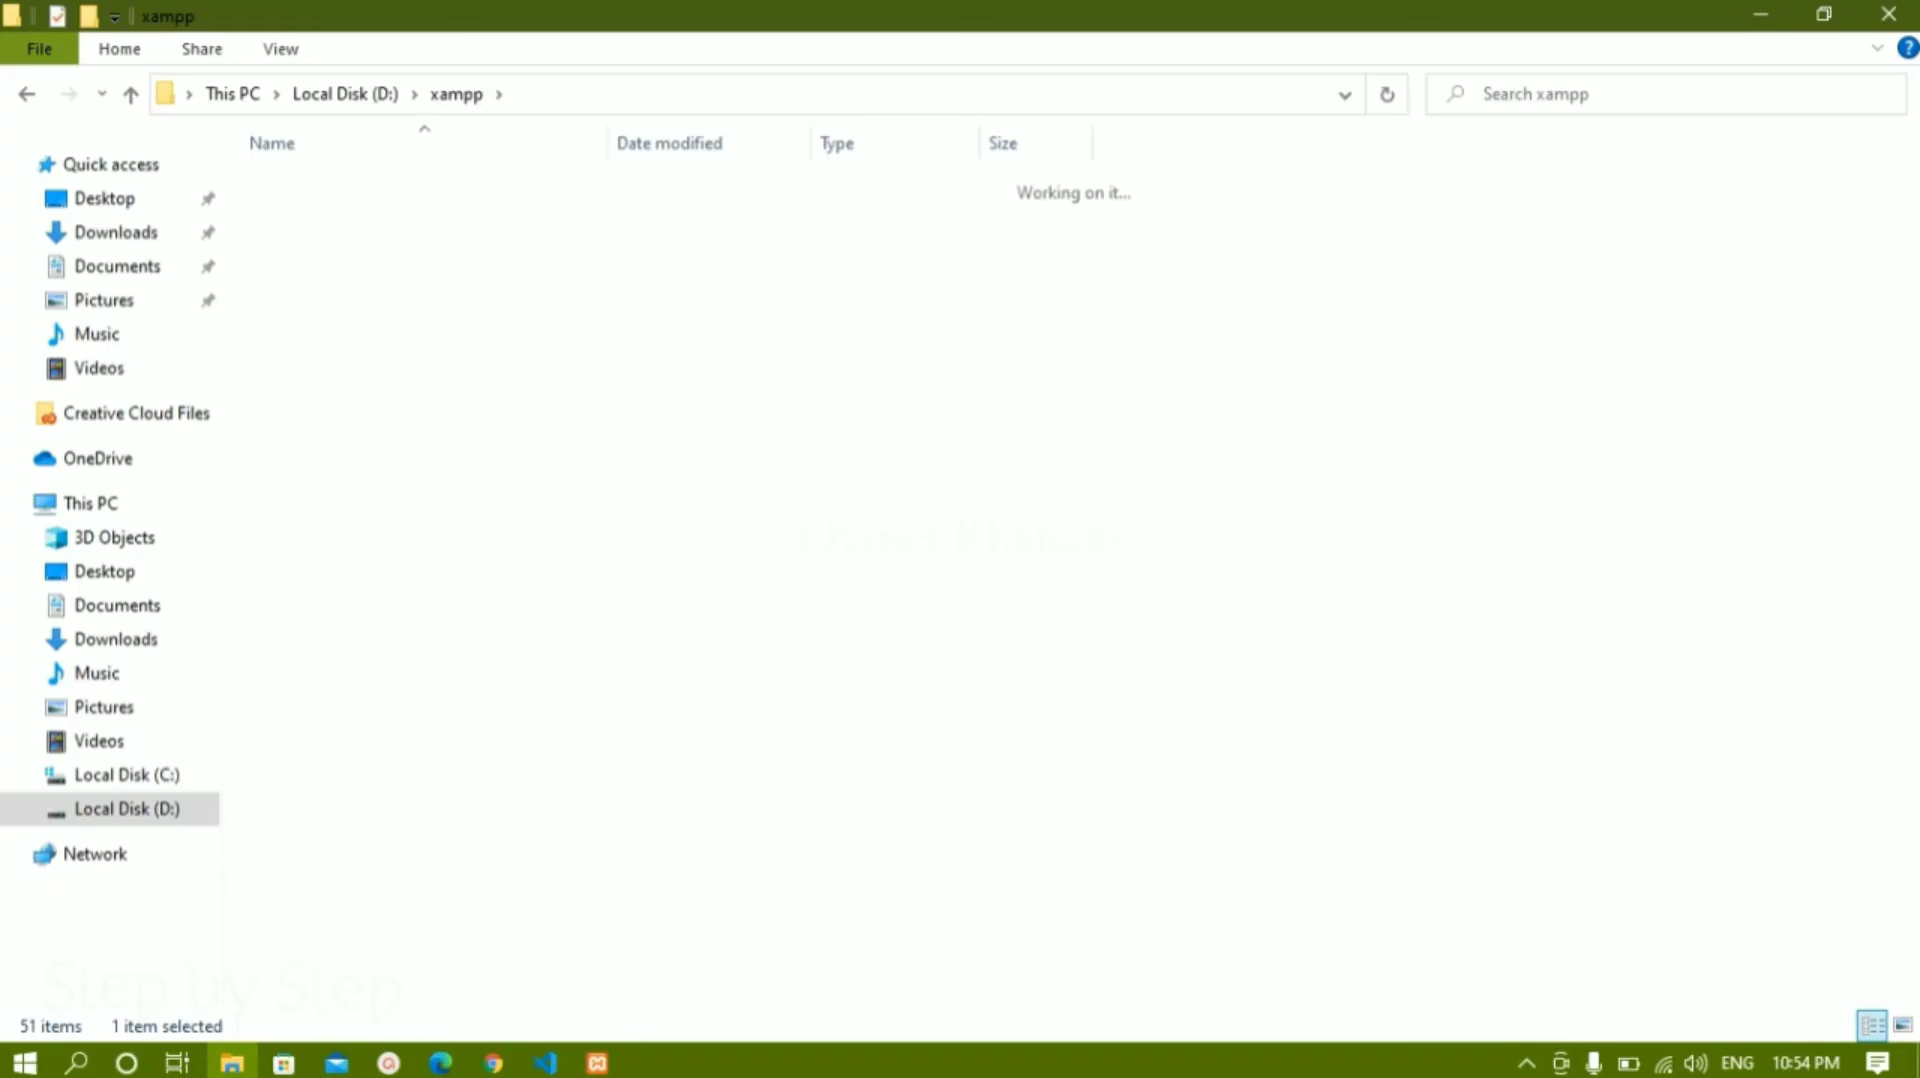 xampp
File Home Share View
This PC Local Disk (D:) xampp
Search xampp
Name Date modified Type Size
Working on it...
Quick access
Desktop
Downloads
Documents
Pictures
Music
Videos
Creative Cloud Files
OneDrive
This PC
3D Objects
Desktop
Documents
Downloads
Music
Pictures
Videos
Local Disk (C:)
Local Disk (D:)
Network
Step by Step
51 items 1 item selected
ENG 10:54 PM